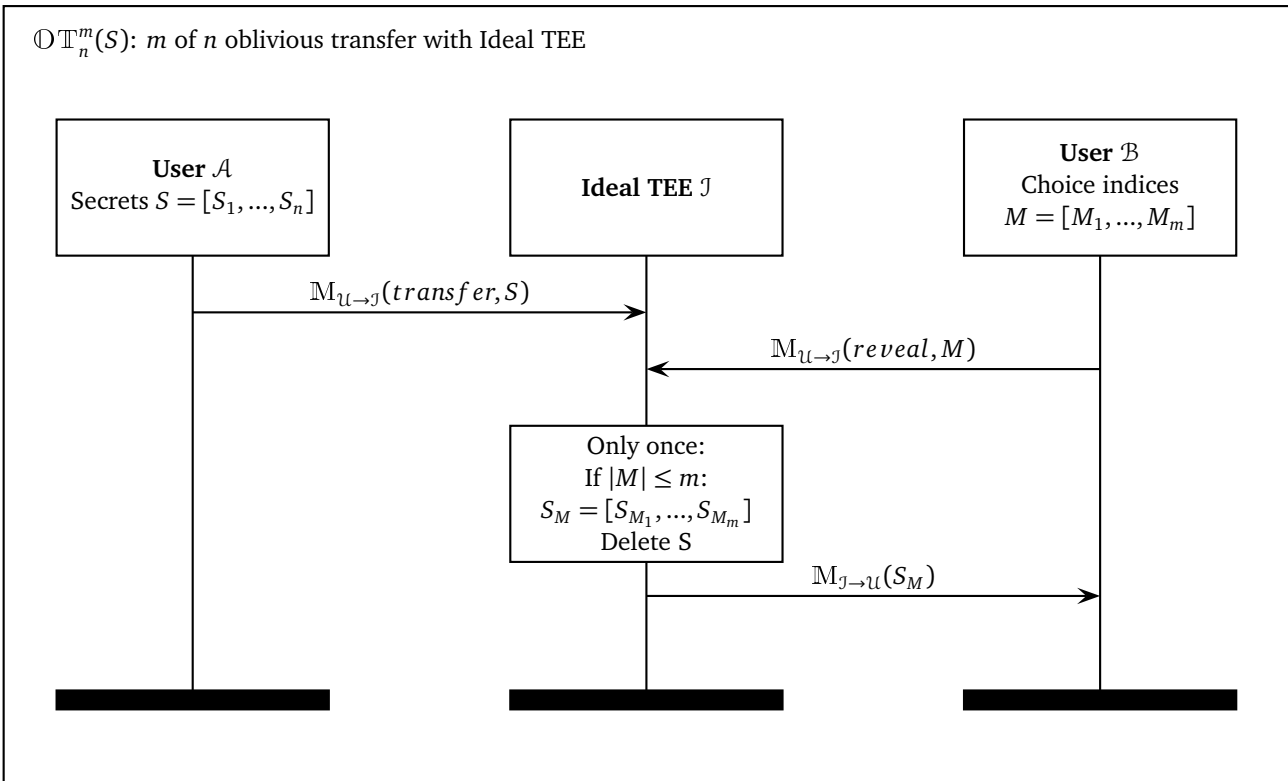 𝕆𝕋ₙᵐ(S): m of n oblivious transfer with Ideal TEE
User 𝒜
Secrets S = [S₁, ..., Sₙ]
Ideal TEE ℐ
User ℬ
Choice indices
M = [M₁, ..., Mₘ]
𝕄_{𝒰→ℐ}(transfer, S)
𝕄_{𝒰→ℐ}(reveal, M)
Only once:
If |M| ≤ m:
S_M = [S_{M₁}, ..., S_{Mₘ}]
Delete S
𝕄_{ℐ→𝒰}(S_M)